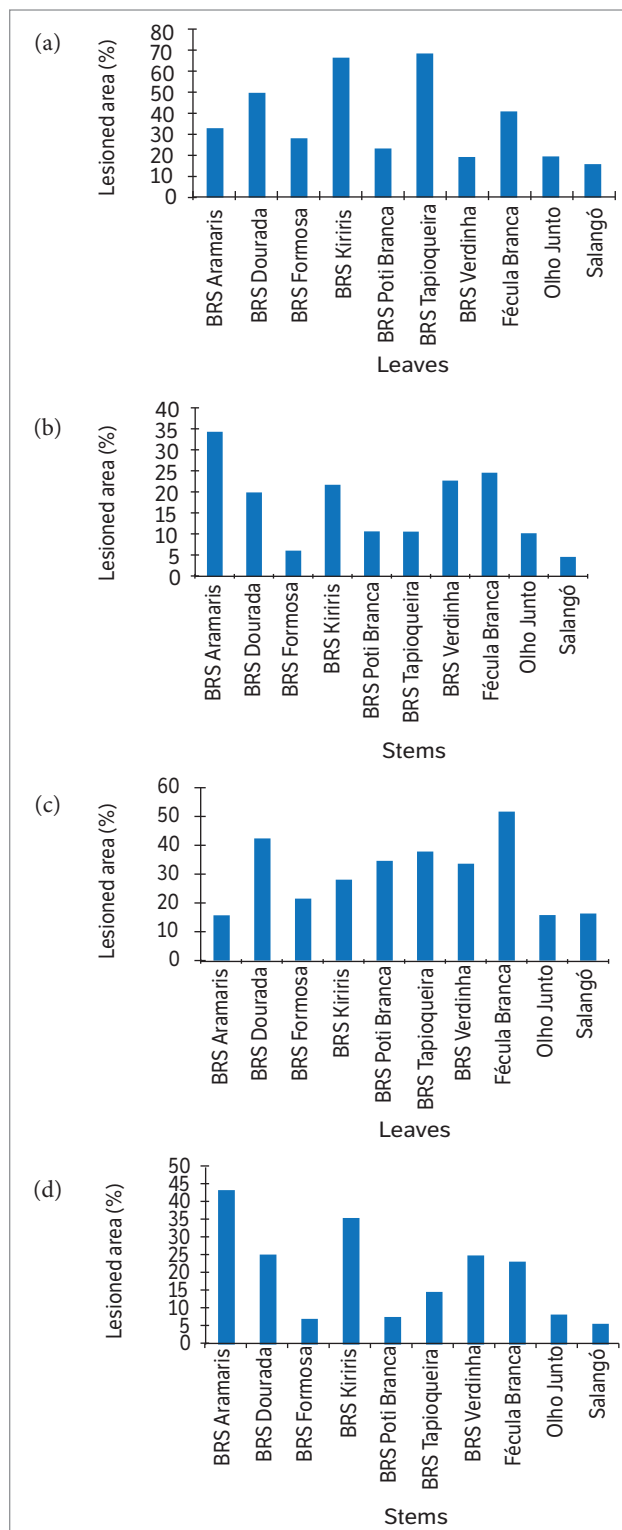 (a)
Lesioned area (%)
80
70
60
50
40
30
20
10
0
BRS Aramaris
BRS Dourada
BRS Formosa
BRS Kiriris
BRS Poti Branca
BRS Tapioqueira
BRS Verdinha
Fécula Branca
Olho Junto
Salangó
Leaves
(b)
Lesioned area (%)
40
35
30
25
20
15
10
5
0
BRS Aramaris
BRS Dourada
BRS Formosa
BRS Kiriris
BRS Poti Branca
BRS Tapioqueira
BRS Verdinha
Fécula Branca
Olho Junto
Salangó
Stems
(c)
Lesioned area (%)
60
50
40
30
20
10
0
BRS Aramaris
BRS Dourada
BRS Formosa
BRS Kiriris
BRS Poti Branca
BRS Tapioqueira
BRS Verdinha
Fécula Branca
Olho Junto
Salangó
Leaves
(d)
Lesioned area (%)
50
45
40
35
30
25
20
15
10
5
0
BRS Aramaris
BRS Dourada
BRS Formosa
BRS Kiriris
BRS Poti Branca
BRS Tapioqueira
BRS Verdinha
Fécula Branca
Olho Junto
Salangó
Stems